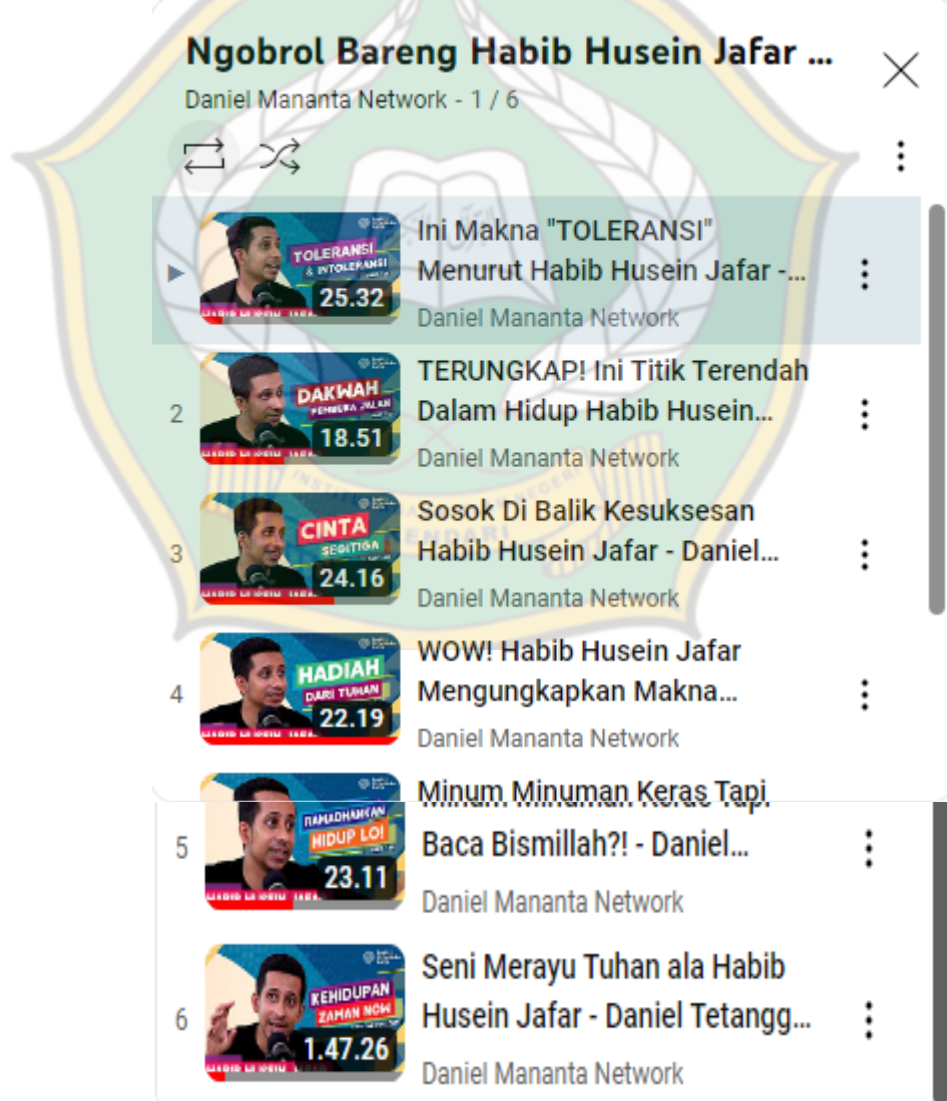 Ngobrol Bareng Habib Husein Jafar ...
Daniel Mananta Network - 1 / 6
TOLERANSI
& INTOLERANSI
25.32
Ini Makna "TOLERANSI"
Menurut Habib Husein Jafar -...
Daniel Mananta Network
2
DAKWAH
PEMBUKA JALAN
18.51
TERUNGKAP! Ini Titik Terendah
Dalam Hidup Habib Husein...
Daniel Mananta Network
3
CINTA
SEGITIGA
24.16
Sosok Di Balik Kesuksesan
Habib Husein Jafar - Daniel...
Daniel Mananta Network
4
HADIAH
DARI TUHAN
22.19
WOW! Habib Husein Jafar
Mengungkapkan Makna...
Daniel Mananta Network
5
RAMADHANKAN
HIDUP LO!
23.11
Minum Minuman Keras Tapi
Baca Bismillah?! - Daniel...
Daniel Mananta Network
6
KEHIDUPAN
ZAMAN NOW
1.47.26
Seni Merayu Tuhan ala Habib
Husein Jafar - Daniel Tetangg...
Daniel Mananta Network
KENDARI